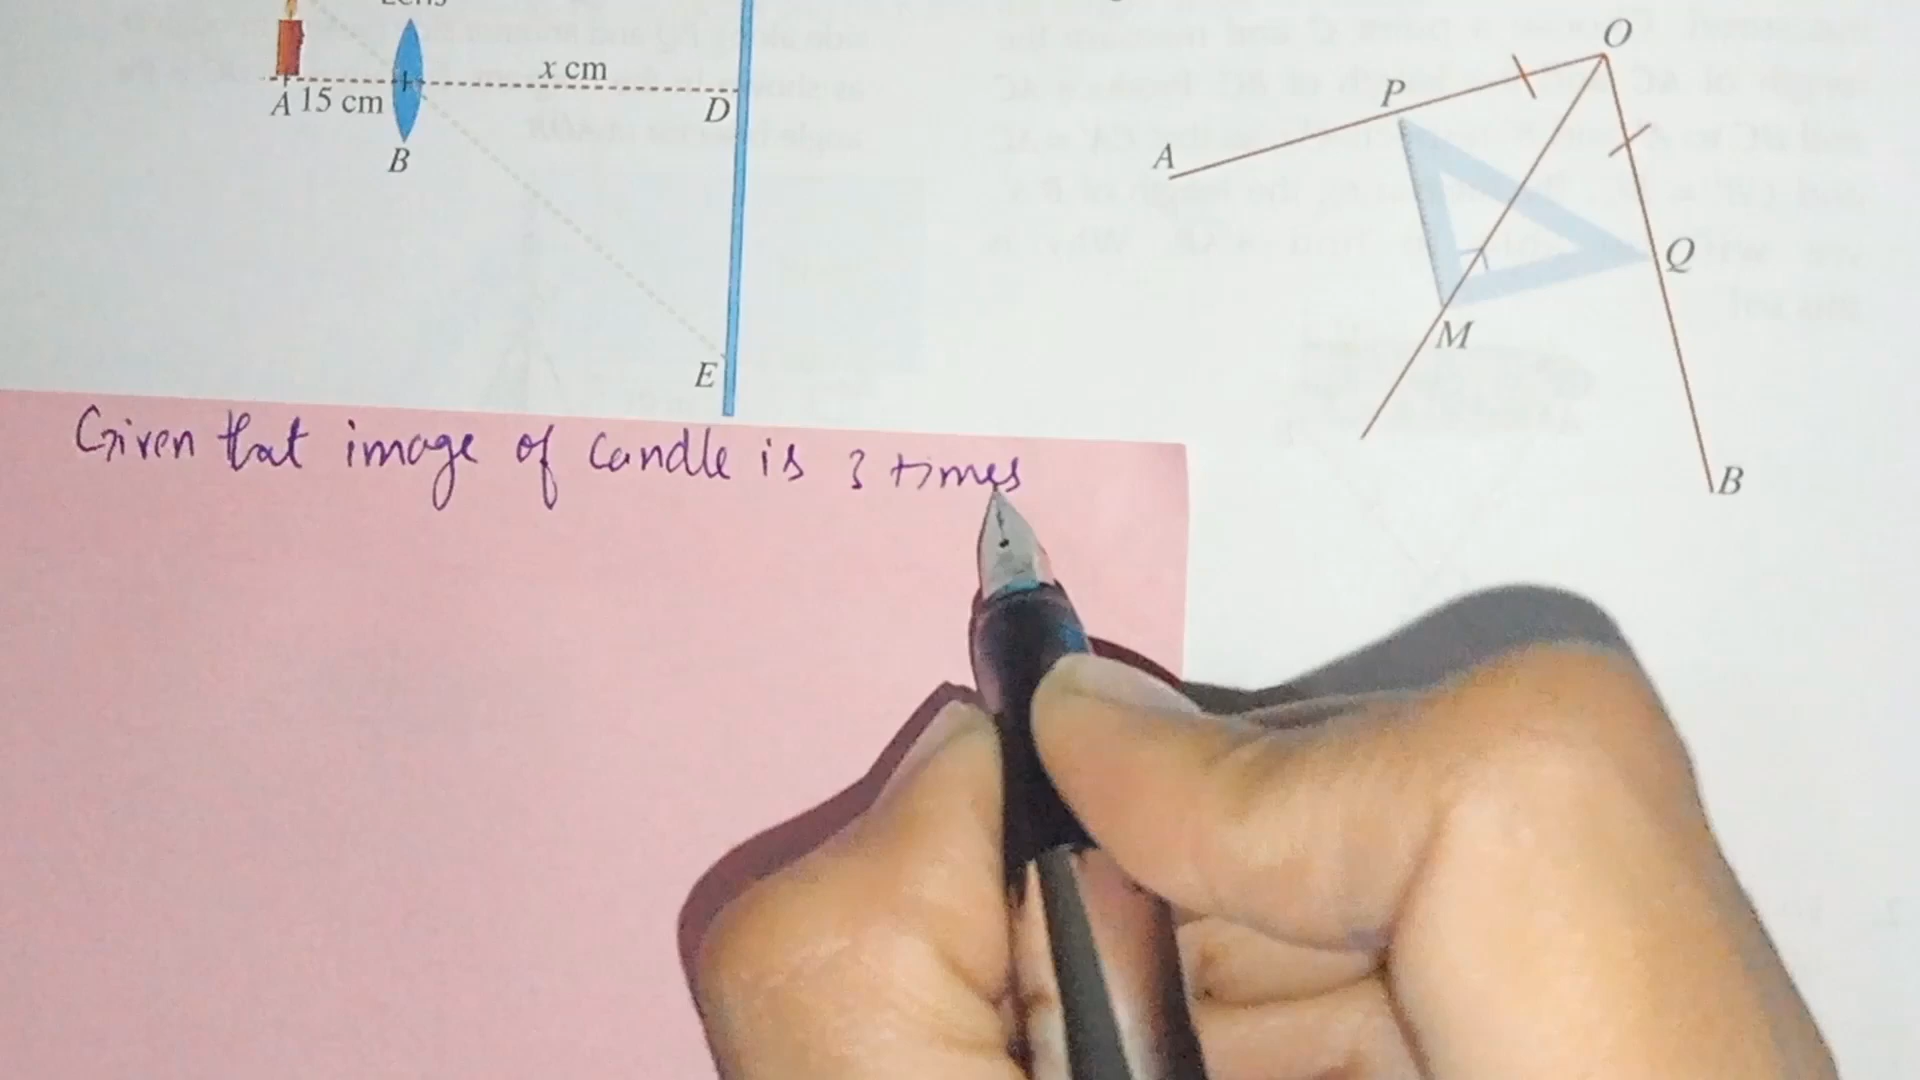 Lens
x cm
A 15 cm
D
B
E
O
P
A
Q
M
B
Given that image of candle is 3 times